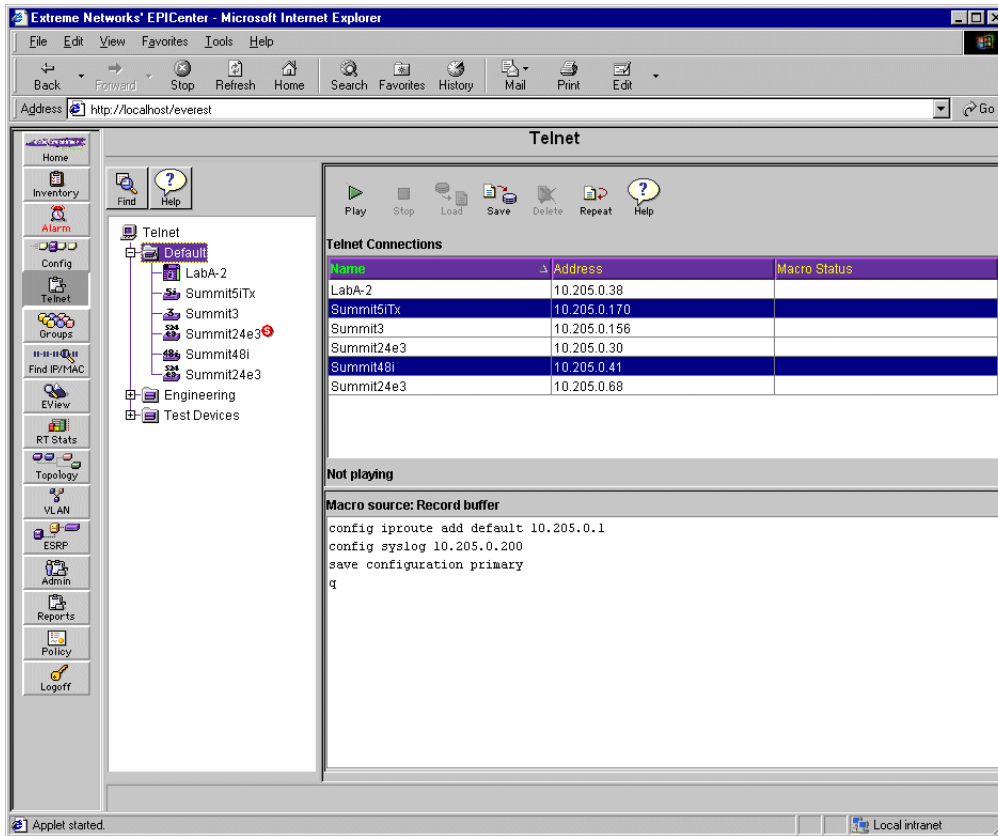 Extreme Networks' EPICenter - Microsoft Internet Explorer
File Edit View Favorites Tools Help
Back Forward Stop Refresh Home Search Favorites History Mail Print Edit
Address http://localhost/everest Go
Telnet
Home
Inventory
Alarm
Config
Telnet
Groups
Find IP/MAC
EView
RT Stats
Topology
VLAN
ESRP
Admin
Reports
Policy
Logoff
Find Help
Telnet
Default
LabA-2
5i Summit5iTx
3 Summit3
S24 e3 Summit24e3 S
48i Summit48i
S24 e3 Summit24e3
Engineering
Test Devices
Play Stop Load Save Delete Repeat Help
Telnet Connections
Name Address Macro Status
LabA-2 10.205.0.38
Summit5iTx 10.205.0.170
Summit3 10.205.0.156
Summit24e3 10.205.0.30
Summit48i 10.205.0.41
Summit24e3 10.205.0.68
Not playing
Macro source: Record buffer
config iproute add default 10.205.0.1
config syslog 10.205.0.200
save configuration primary
q
Applet started. Local intranet